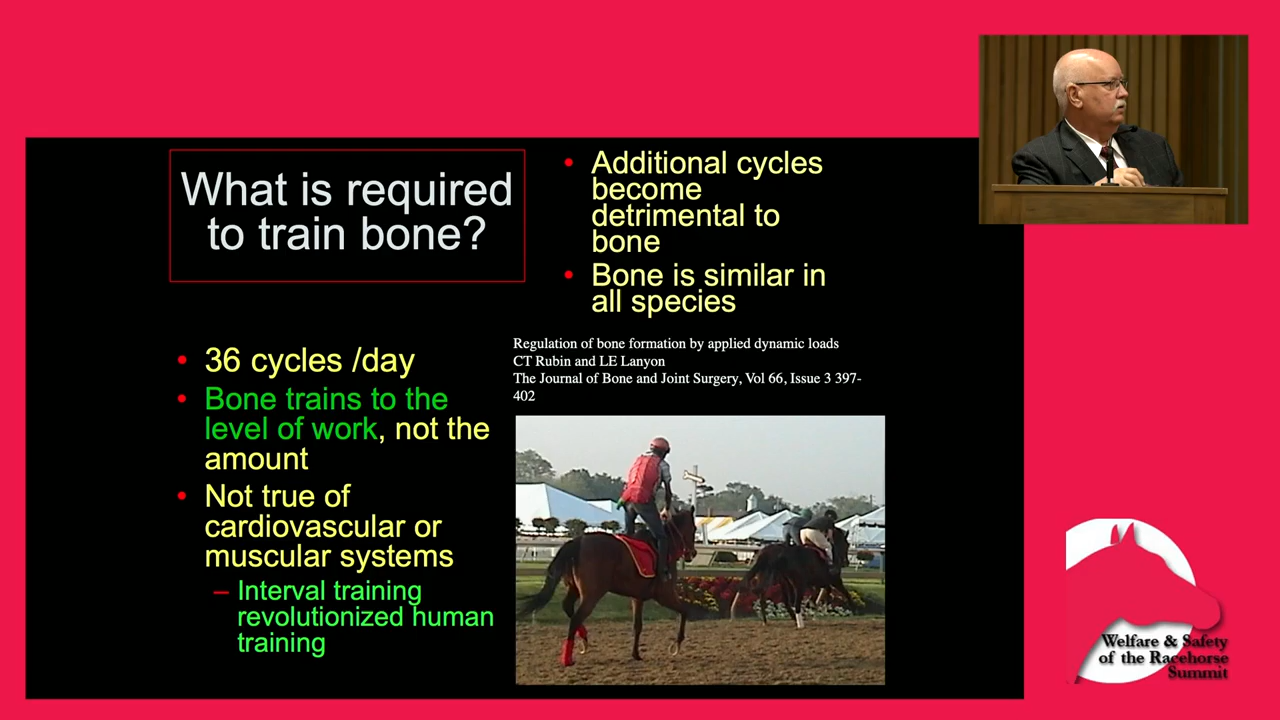 What is required
to train bone?
• 36 cycles /day
• Bone trains to the
level of work, not the
amount
• Not true of
cardiovascular or
muscular systems
– Interval training
revolutionized human
training
• Additional cycles
become
detrimental to
bone
• Bone is similar in
all species
Regulation of bone formation by applied dynamic loads
CT Rubin and LE Lanyon
The Journal of Bone and Joint Surgery, Vol 66, Issue 3 397-
402
Welfare & Safety
of the Racehorse
Summit